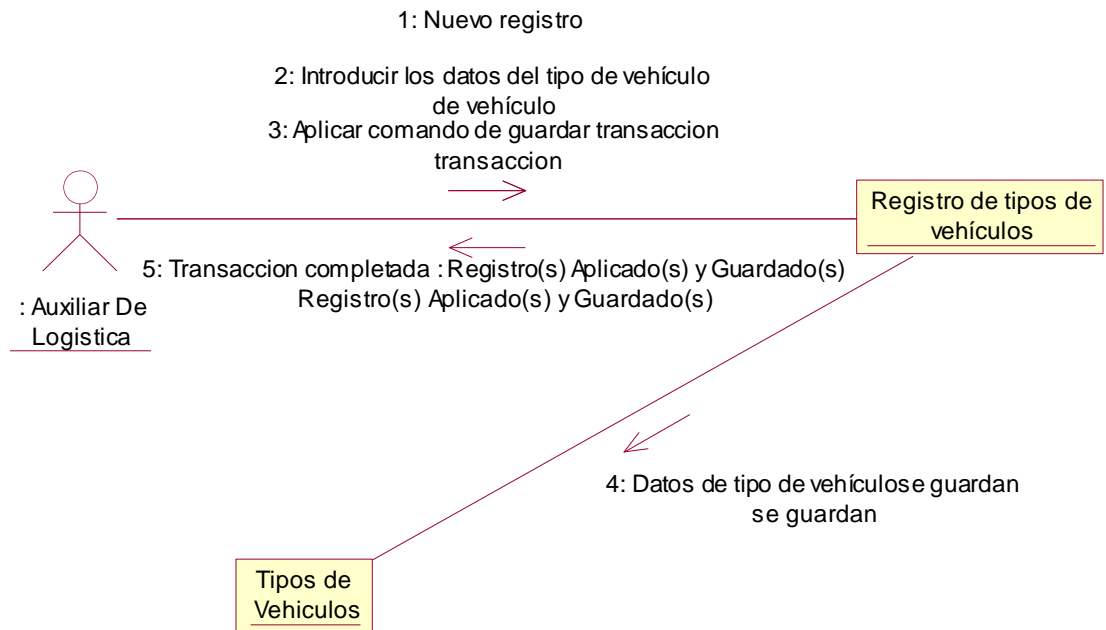 1: Nuevo registro
2: Introducir los datos del tipo de vehículo
de vehículo
3: Aplicar comando de guardar transaccion
transaccion
Registro de tipos de
vehículos
5: Transaccion completada : Registro(s) Aplicado(s) y Guardado(s)
Registro(s) Aplicado(s) y Guardado(s)
: Auxiliar De
Logistica
4: Datos de tipo de vehículose guardan
se guardan
Tipos de
Vehiculos